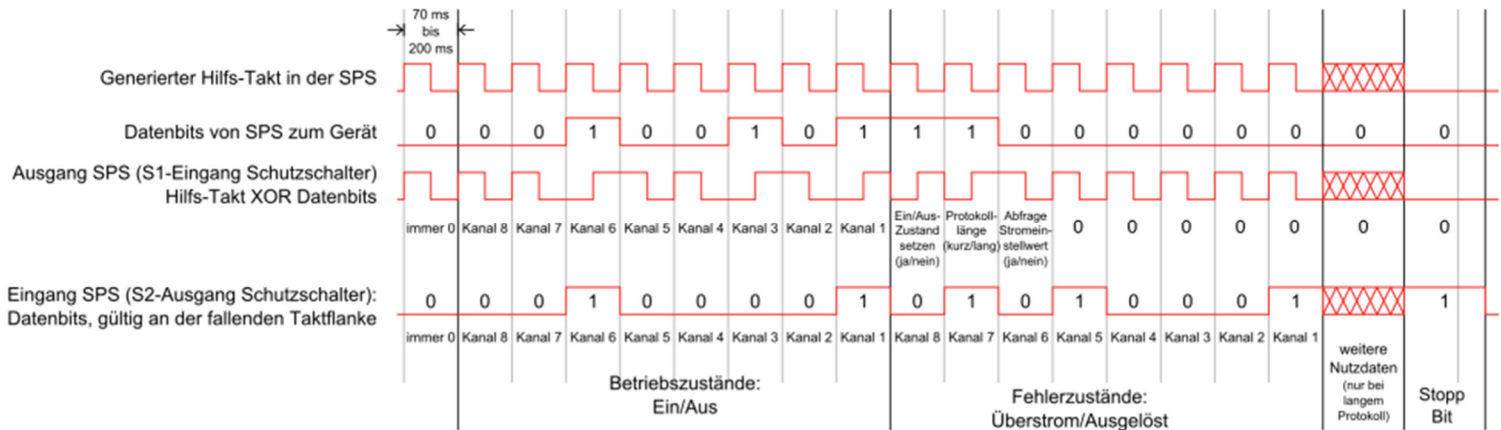 70 ms
bis
200 ms
Generierter Hilfs-Takt in der SPS
Datenbits von SPS zum Gerät
0 0 0 1 0 0 1 0 1 1 1 0 0 0 0 0 0 0 0
Ausgang SPS (S1-Eingang Schutzschalter)
Hilfs-Takt XOR Datenbits
immer 0 Kanal 8 Kanal 7 Kanal 6 Kanal 5 Kanal 4 Kanal 3 Kanal 2 Kanal 1
Ein/Aus-
Zustand
setzen
(ja/nein)
Protokoll-
länge
(kurz/lang)
Abfrage
Stromein-
stellwert
(ja/nein)
0 0 0 0 0 0 0
Eingang SPS (S2-Ausgang Schutzschalter):
Datenbits, gültig an der fallenden Taktflanke
0 0 0 1 0 0 0 0 1 0 1 0 1 0 0 0 1 1
immer 0 Kanal 8 Kanal 7 Kanal 6 Kanal 5 Kanal 4 Kanal 3 Kanal 2 Kanal 1 Kanal 8 Kanal 7 Kanal 6 Kanal 5 Kanal 4 Kanal 3 Kanal 2 Kanal 1
Betriebszustände:
Ein/Aus
Fehlerzustände:
Überstrom/Ausgelöst
weitere
Nutzdaten
(nur bei
langem
Protokoll)
Stopp
Bit